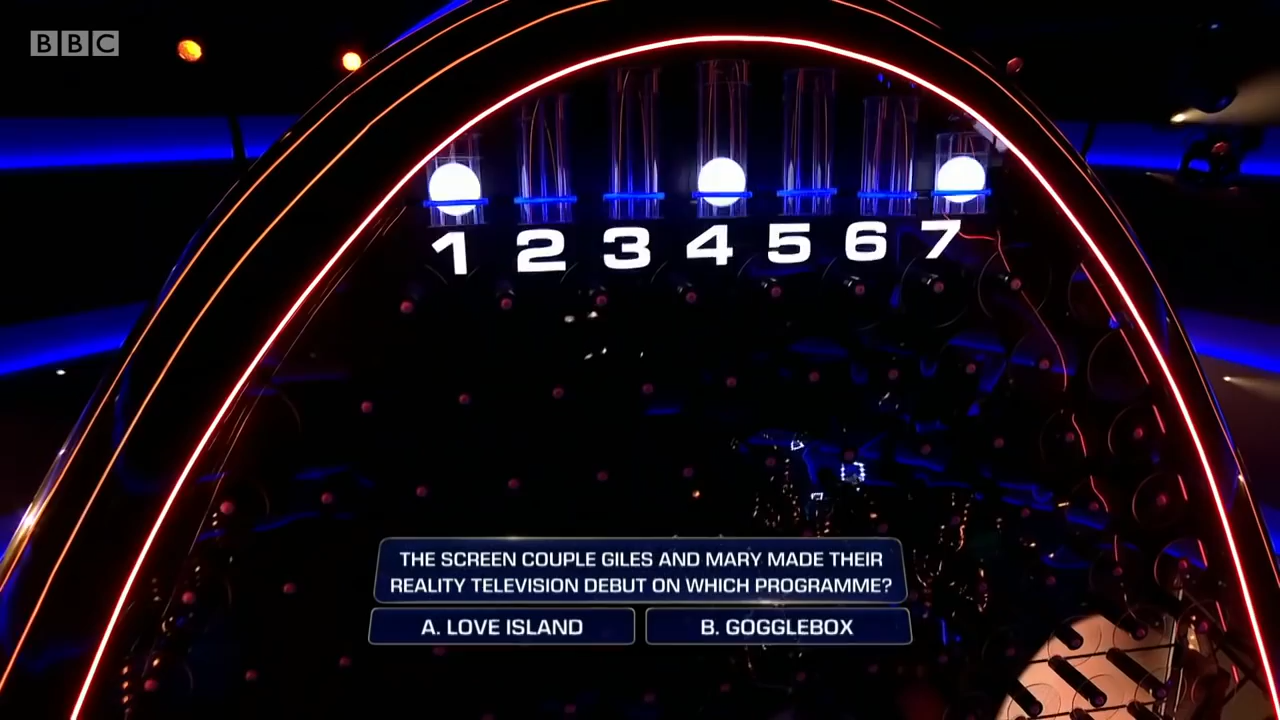 BBC
1 2 3 4 5 6 7
THE SCREEN COUPLE GILES AND MARY MADE THEIR
REALITY TELEVISION DEBUT ON WHICH PROGRAMME?
A. LOVE ISLAND
B. GOGGLEBOX